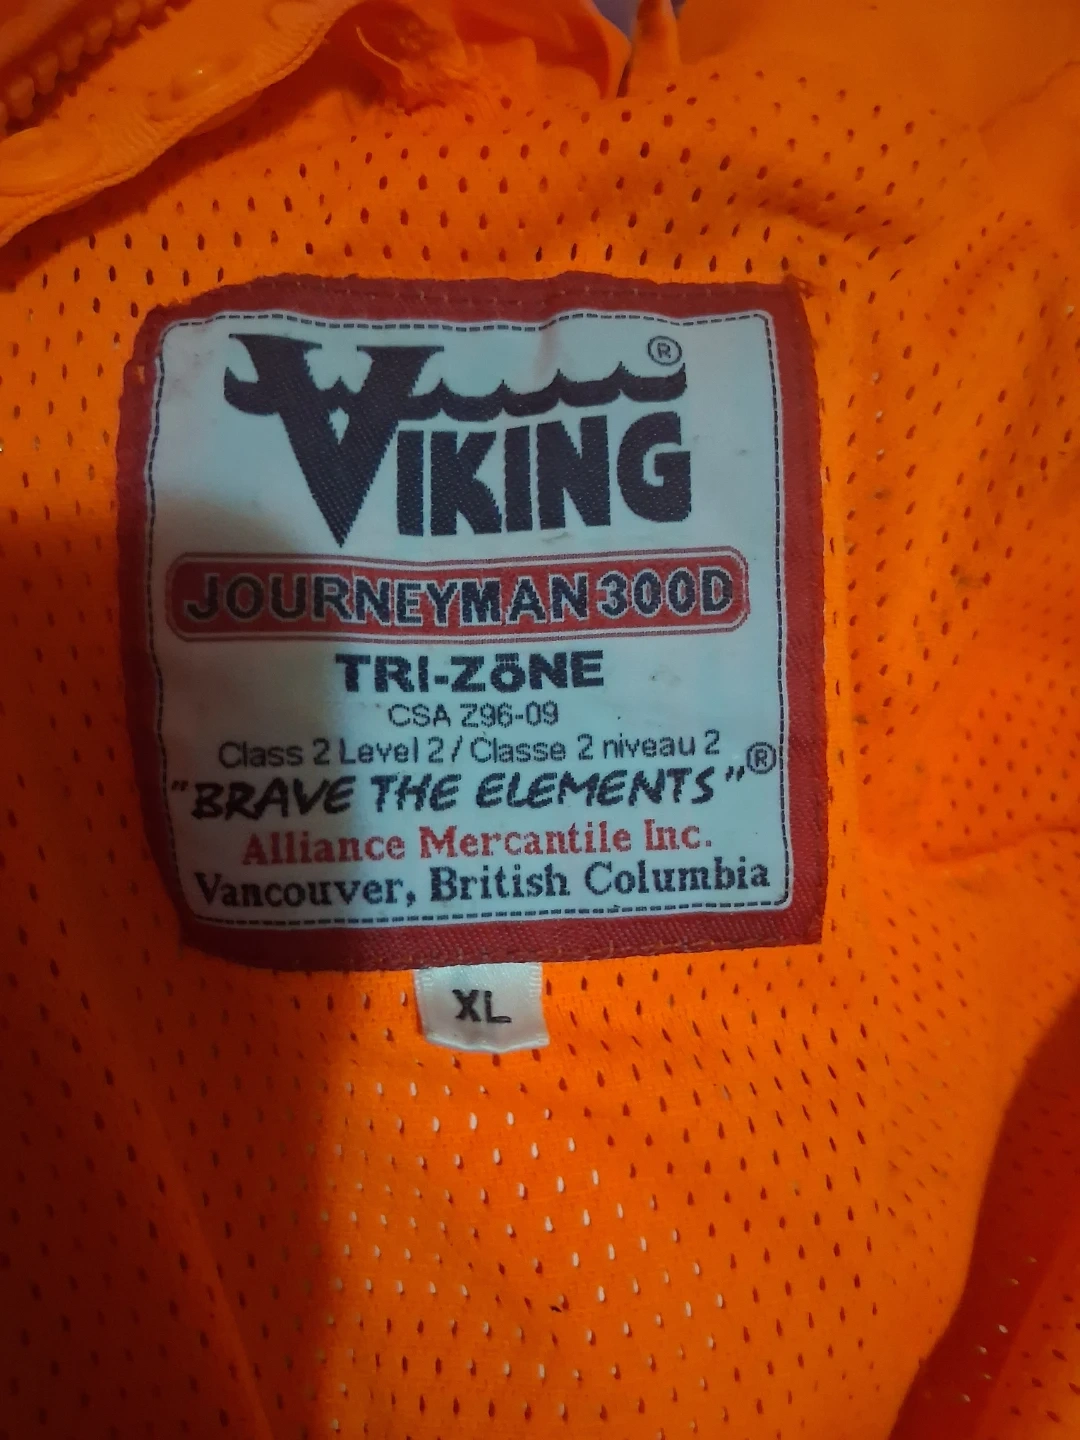 VIKING ®
JOURNEYMAN 300D
TRI-ZōNE
CSA Z96-09
Class 2 Level 2 / Classe 2 niveau 2
"BRAVE THE ELEMENTS"®
Alliance Mercantile Inc.
Vancouver, British Columbia
XL